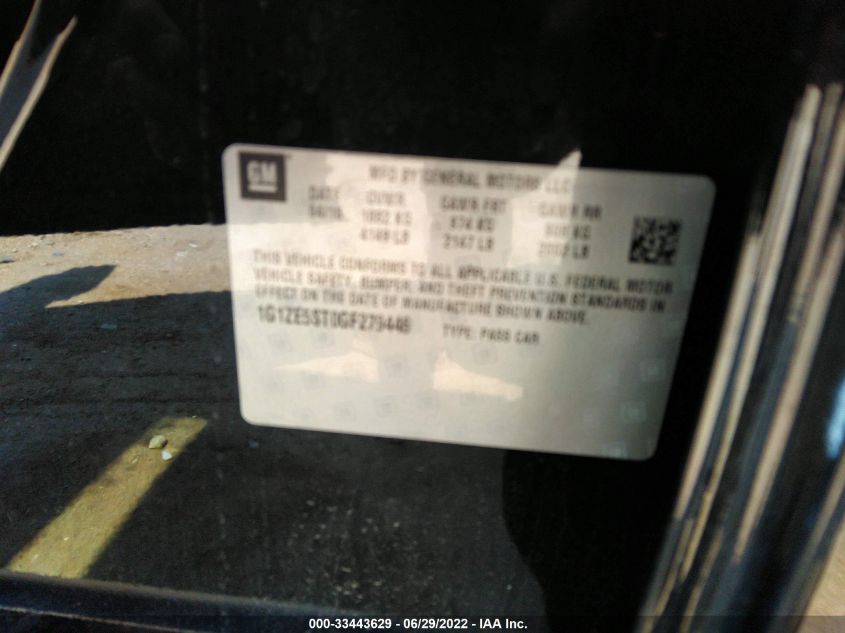 GM
MFD BY GENERAL MOTORS LLC
DATE GVWR GAWR FRT GAWR RR
04/16 1882 KG 974 KG 908 KG
4149 LB 2147 LB 2002 LB
THIS VEHICLE CONFORMS TO ALL APPLICABLE U.S. FEDERAL MOTOR
VEHICLE SAFETY, BUMPER, AND THEFT PREVENTION STANDARDS IN
EFFECT ON THE DATE OF MANUFACTURE SHOWN ABOVE.
1G1ZE5ST0GF279449 TYPE: PASS CAR
000-33443629 / 06/29/2022 - IAA Inc.